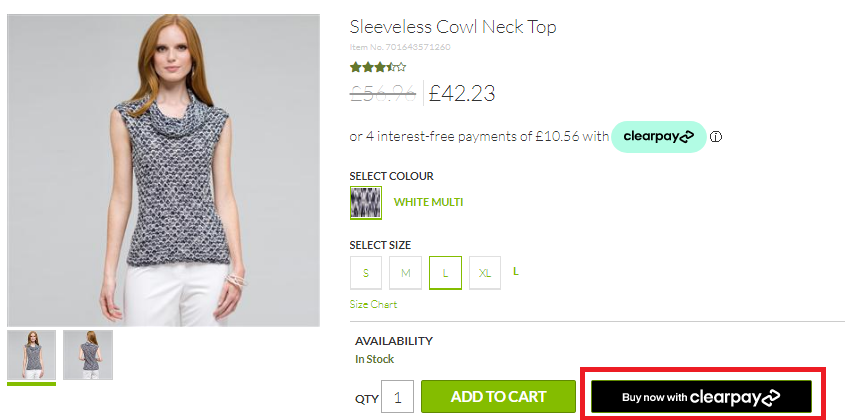 Sleeveless Cowl Neck Top
Item No. 701643571260
£56.96 £42.23
or 4 interest-free payments of £10.56 with clearpay
SELECT COLOUR
WHITE MULTI
SELECT SIZE
S M L XL L
Size Chart
AVAILABILITY
In Stock
QTY 1 ADD TO CART Buy now with clearpay